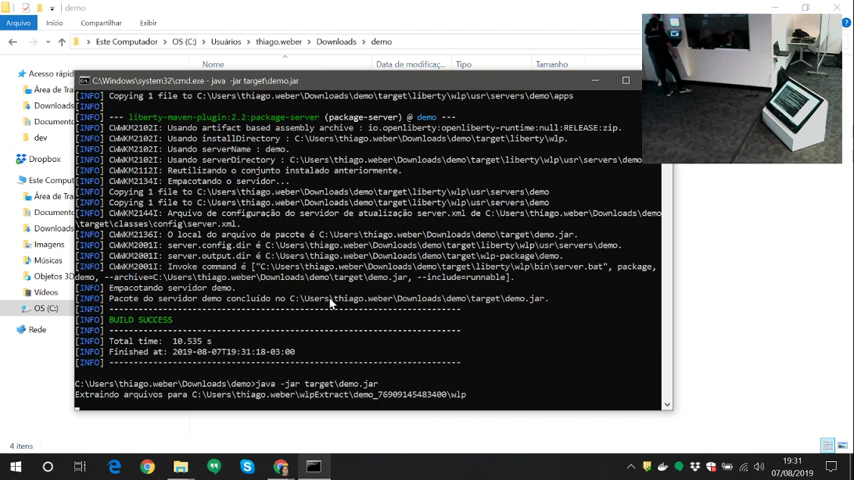 demo
Arquivo Início Compartilhar Exibir
Este Computador OS (C:) Usuários thiago.weber Downloads demo
Nome Data de modificaç... Tipo Tamanho
Acesso rápi
Área de Tra
Downloads
Documento
dev
Dropbox
Este Comput
Área de Tra
Documento
Downloads
Imagens
Músicas
Objetos 3D
Vídeos
OS (C:)
Rede
4 itens
C:\Windows\system32\cmd.exe - java -jar target\demo.jar
[INFO] Copying 1 file to C:\Users\thiago.weber\Downloads\demo\target\liberty\wlp\usr\servers\demo\apps
[INFO]
[INFO] --- liberty-maven-plugin:2.2:package-server (package-server) @ demo ---
[INFO] CWWKM2102I: Usando artifact based assembly archive : io.openliberty:openliberty-runtime:null:RELEASE:zip.
[INFO] CWWKM2102I: Usando installDirectory : C:\Users\thiago.weber\Downloads\demo\target\liberty\wlp.
[INFO] CWWKM2102I: Usando serverName : demo.
[INFO] CWWKM2102I: Usando serverDirectory : C:\Users\thiago.weber\Downloads\demo\target\liberty\wlp\usr\servers\demo
[INFO] CWWKM2112I: Reutilizando o conjunto instalado anteriormente.
[INFO] CWWKM2134I: Empacotando o servidor...
[INFO] Copying 1 file to C:\Users\thiago.weber\Downloads\demo\target\liberty\wlp\usr\servers\demo
[INFO] Copying 1 file to C:\Users\thiago.weber\Downloads\demo\target\liberty\wlp\usr\servers\demo
[INFO] CWWKM2144I: Arquivo de configuração do servidor de atualização server.xml de C:\Users\thiago.weber\Downloads\demo
\target\classes\config\server.xml.
[INFO] CWWKM2136I: O local do arquivo de pacote é C:\Users\thiago.weber\Downloads\demo\target\demo.jar.
[INFO] CWWKM2001I: server.config.dir é C:\Users\thiago.weber\Downloads\demo\target\liberty\wlp\usr\servers\demo.
[INFO] CWWKM2001I: server.output.dir é C:\Users\thiago.weber\Downloads\demo\target\wlp-package\demo.
[INFO] CWWKM2001I: Invoke command é ["C:\Users\thiago.weber\Downloads\demo\target\liberty\wlp\bin\server.bat", package,
demo, --archive=C:\Users\thiago.weber\Downloads\demo\target\demo.jar, --include=runnable].
[INFO] Empacotando servidor demo.
[INFO] Pacote do servidor demo concluído no C:\Users\thiago.weber\Downloads\demo\target\demo.jar.
[INFO] ------------------------------------------------------------------------
[INFO] BUILD SUCCESS
[INFO] ------------------------------------------------------------------------
[INFO] Total time: 10.535 s
[INFO] Finished at: 2019-08-07T19:31:18-03:00
[INFO] ------------------------------------------------------------------------
C:\Users\thiago.weber\Downloads\demo>java -jar target\demo.jar
Extraindo arquivos para C:\Users\thiago.weber\wlpExtract\demo_76909145483400\wlp
19:31
07/08/2019